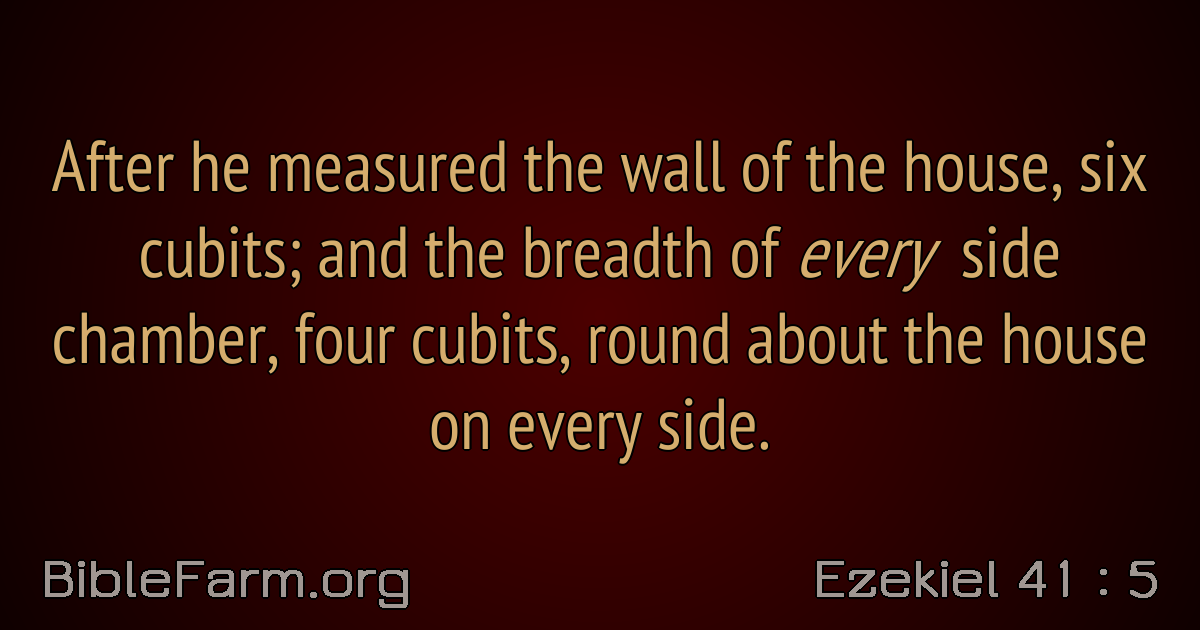 After he measured the wall of the house, six
cubits; and the breadth of every side
chamber, four cubits, round about the house
on every side.
BibleFarm.org
Ezekiel 41 : 5